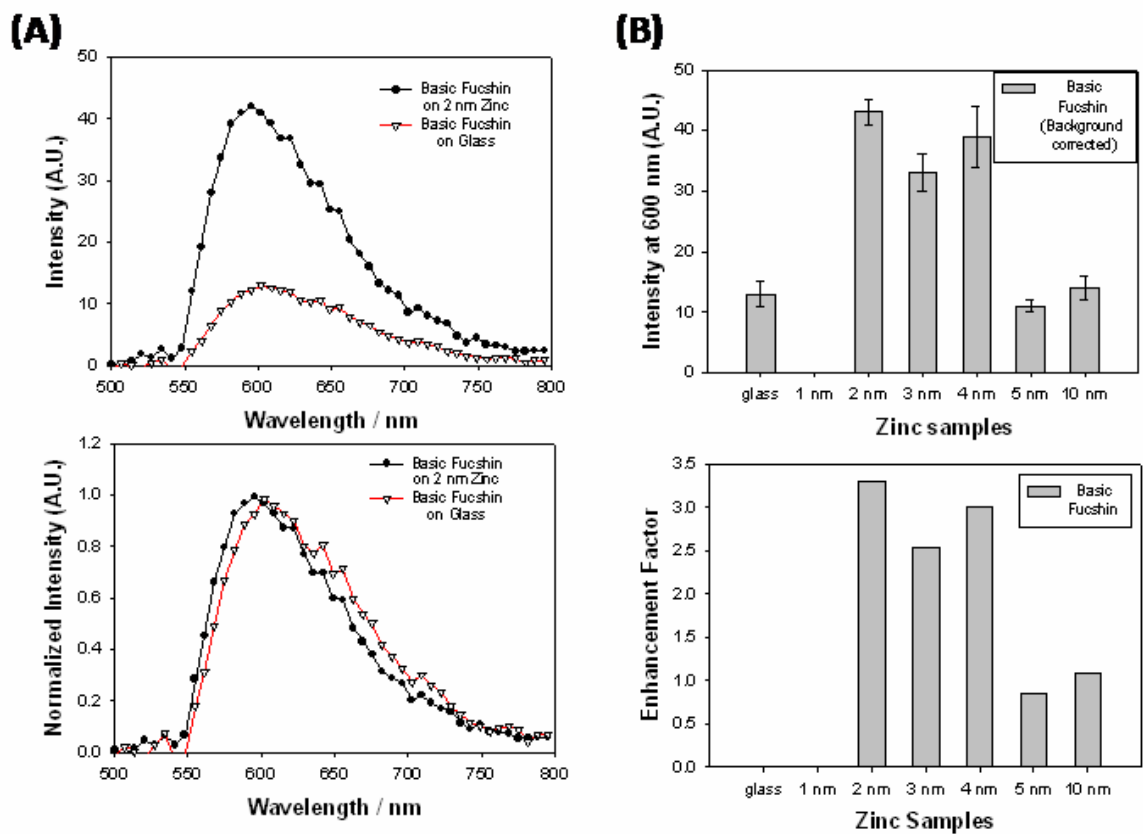 (A)
50
40
30
20
10
0
Intensity (A.U.)
Basic Fucshin
on 2 nm Zinc
Basic Fucshin
on Glass
500 550 600 650 700 750 800
Wavelength / nm
1.2
1.0
0.8
0.6
0.4
0.2
0.0
Normalized Intensity (A.U.)
Basic Fucshin
on 2 nm Zinc
Basic Fucshin
on Glass
500 550 600 650 700 750 800
Wavelength / nm
(B)
50
40
30
20
10
0
Intensity at 600 nm (A.U.)
Basic
Fucshin
(Background
corrected)
glass 1 nm 2 nm 3 nm 4 nm 5 nm 10 nm
Zinc samples
3.5
3.0
2.5
2.0
1.5
1.0
0.5
0.0
Enhancement Factor
Basic
Fucshin
glass 1 nm 2 nm 3 nm 4 nm 5 nm 10 nm
Zinc Samples